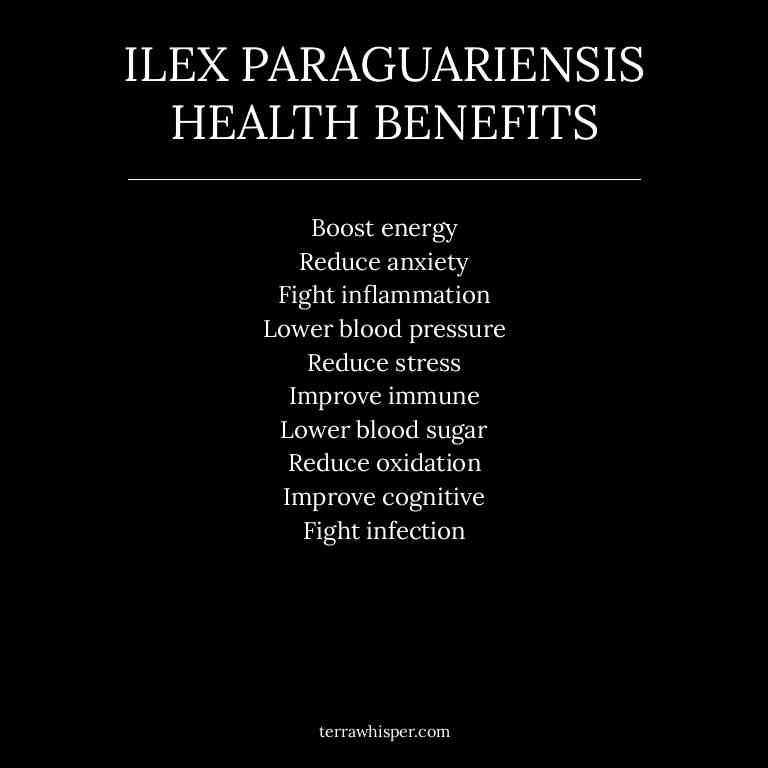 ILEX PARAGUARIENSIS
HEALTH BENEFITS
Boost energy
Reduce anxiety
Fight inflammation
Lower blood pressure
Reduce stress
Improve immune
Lower blood sugar
Reduce oxidation
Improve cognitive
Fight infection
terrawhisper.com